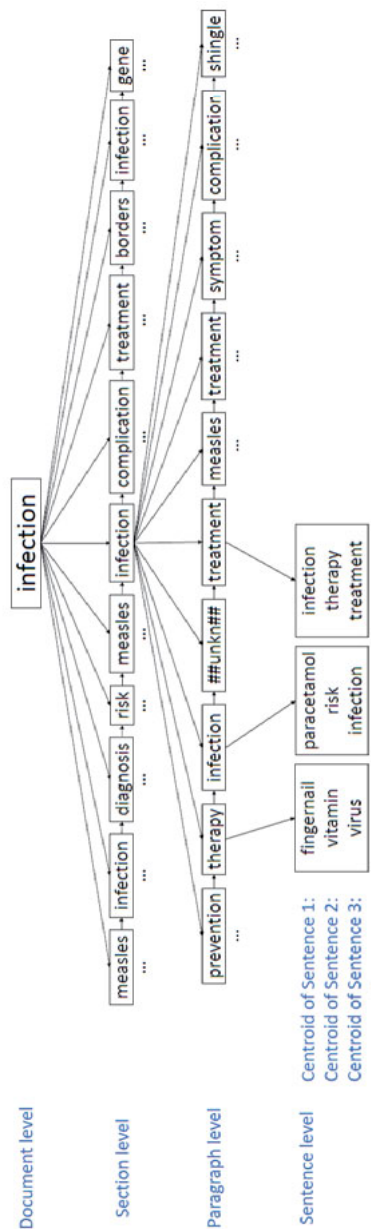 Document level
infection
Section level
measles infection diagnosis risk measles infection complication treatment borders infection gene
... ... ... ... ... ... ... ... ... ...
Paragraph level
prevention therapy infection ##unkn## treatment measles treatment symptom complication shingle
... ... ... ... ... ...
Sentence level
Centroid of Sentence 1: fingernail paracetamol infection
Centroid of Sentence 2: vitamin risk therapy
Centroid of Sentence 3: virus infection treatment